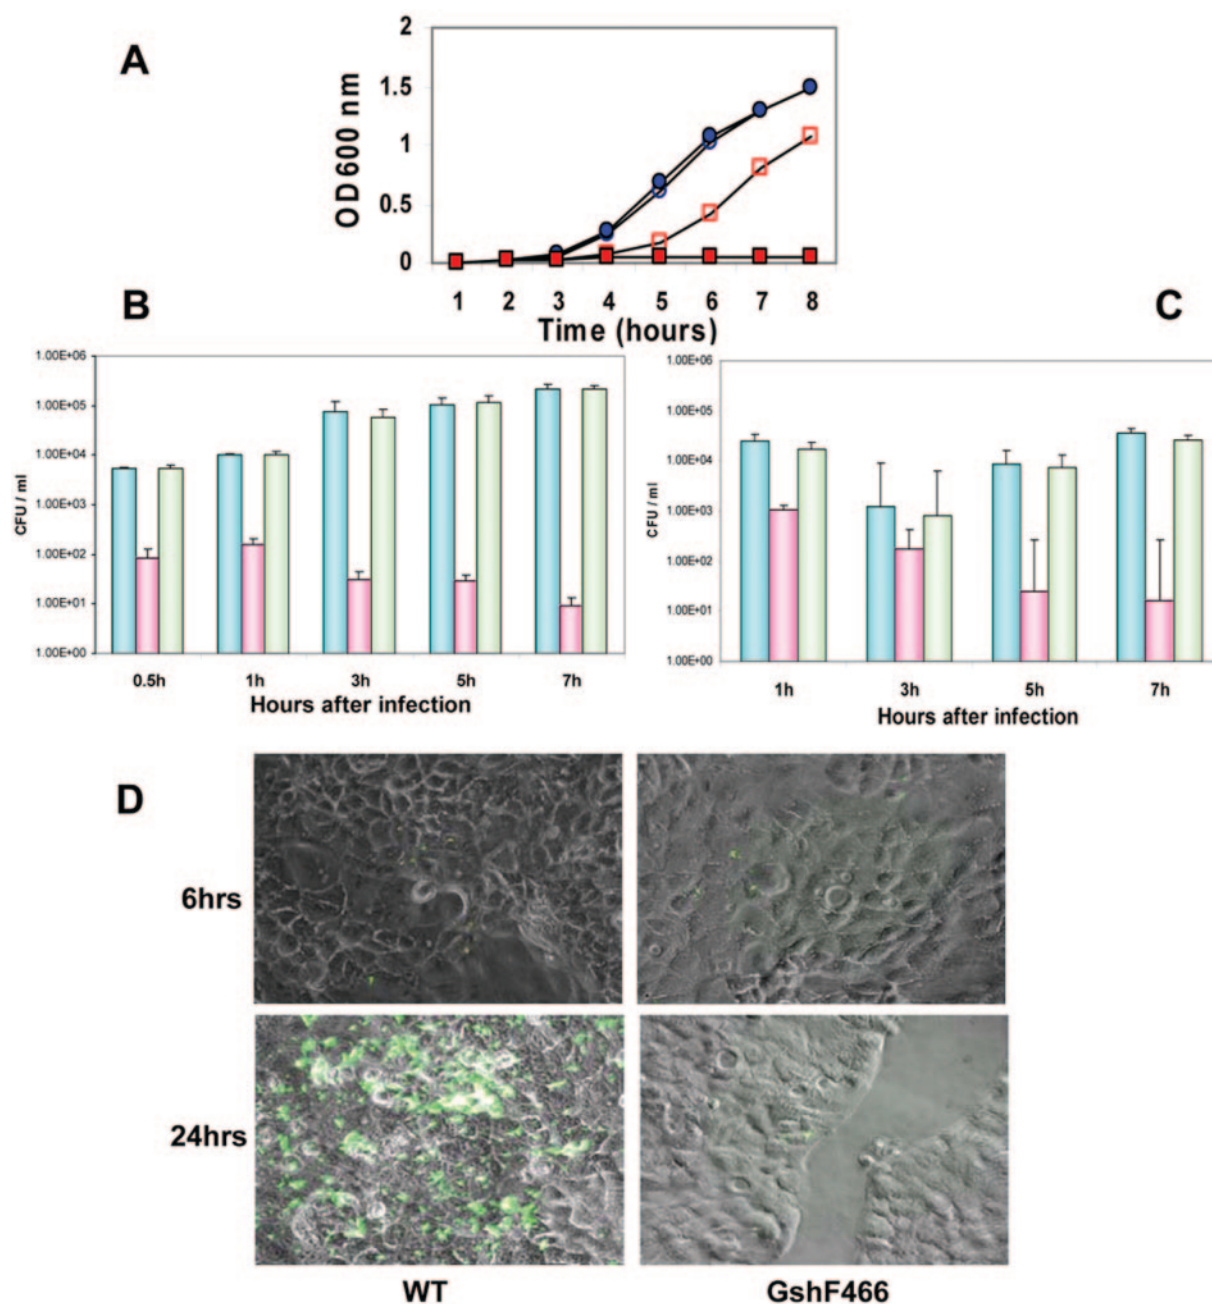 A
OD600 nm
2
1.5
1
0.5
0
1 2 3 4 5 6 7 8
Time (hours)
B
CFU / ml
1.00E+06
1.00E+05
1.00E+04
1.00E+03
1.00E+02
1.00E+01
1.00E+00
0.5h 1h 3h 5h 7h
Hours after infection
C
CFU / ml
1.00E+06
1.00E+05
1.00E+04
1.00E+03
1.00E+02
1.00E+01
1.00E+00
1h 3h 5h 7h
Hours after infection
D
6hrs
24hrs
WT GshF466